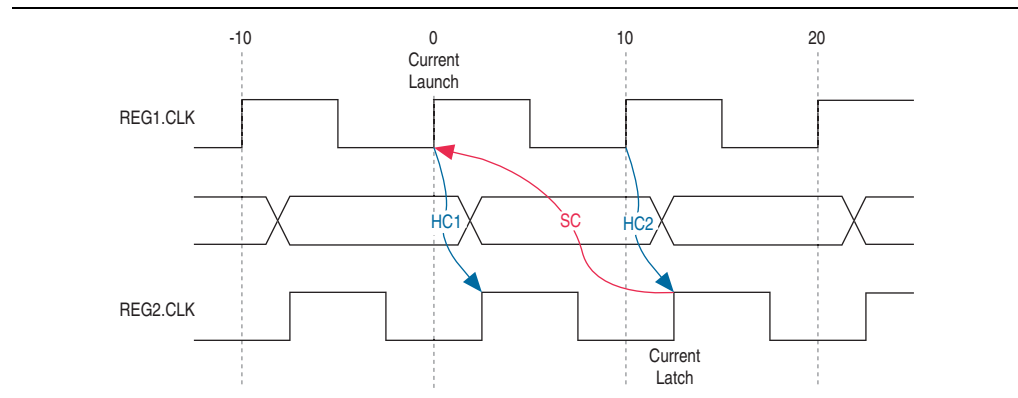 -10 0 10 20
Current
Launch
REG1.CLK
HC1 SC HC2
REG2.CLK
Current
Latch